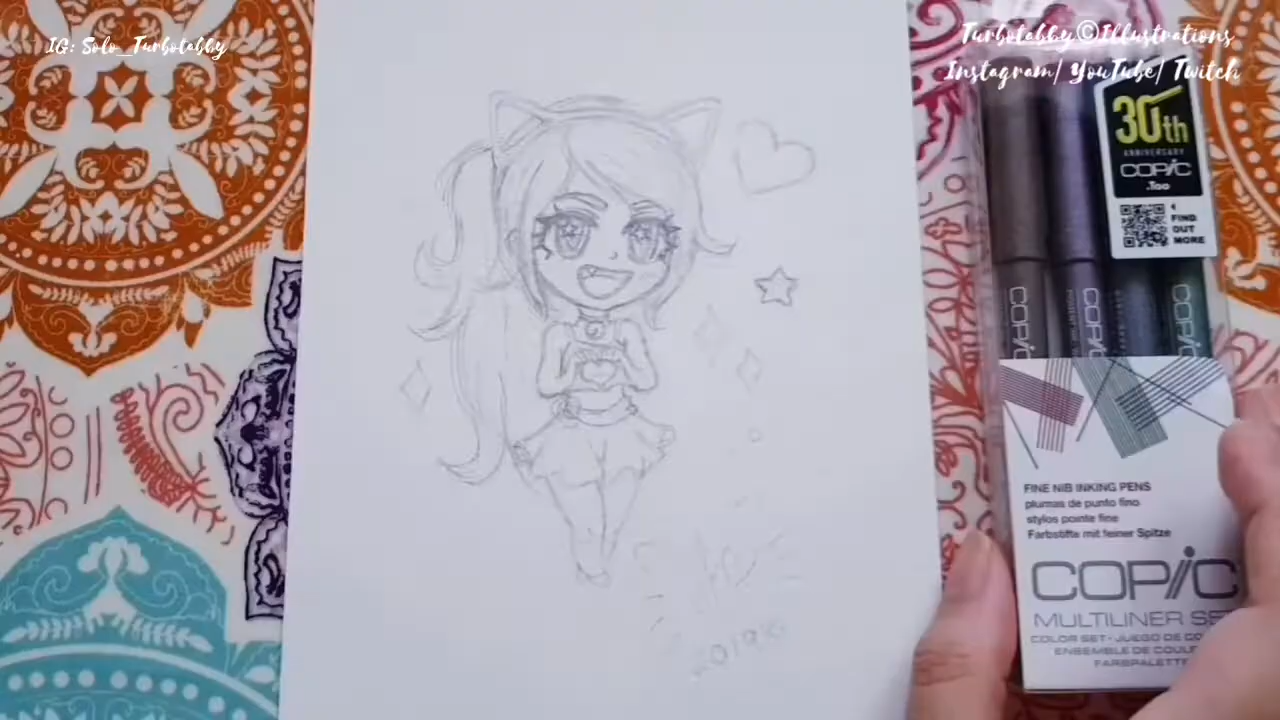 IG: Solo_Turbotabby
Turbotabby©Illustrations
Instagram/ YouTube/ Twitch
30th
ANNIVERSARY
COPIC
.Too
FIND
OUT
MORE
COPIC
COPIC
COPIC
FINE NIB INKING PENS
plumas de punto fino
stylos pointe fine
Farbstifte mit feiner Spitze
COPIC
MULTILINER SE
COLOR SET · JUEGO DE CO
ENSEMBLE DE COULE
FARBPALETTE